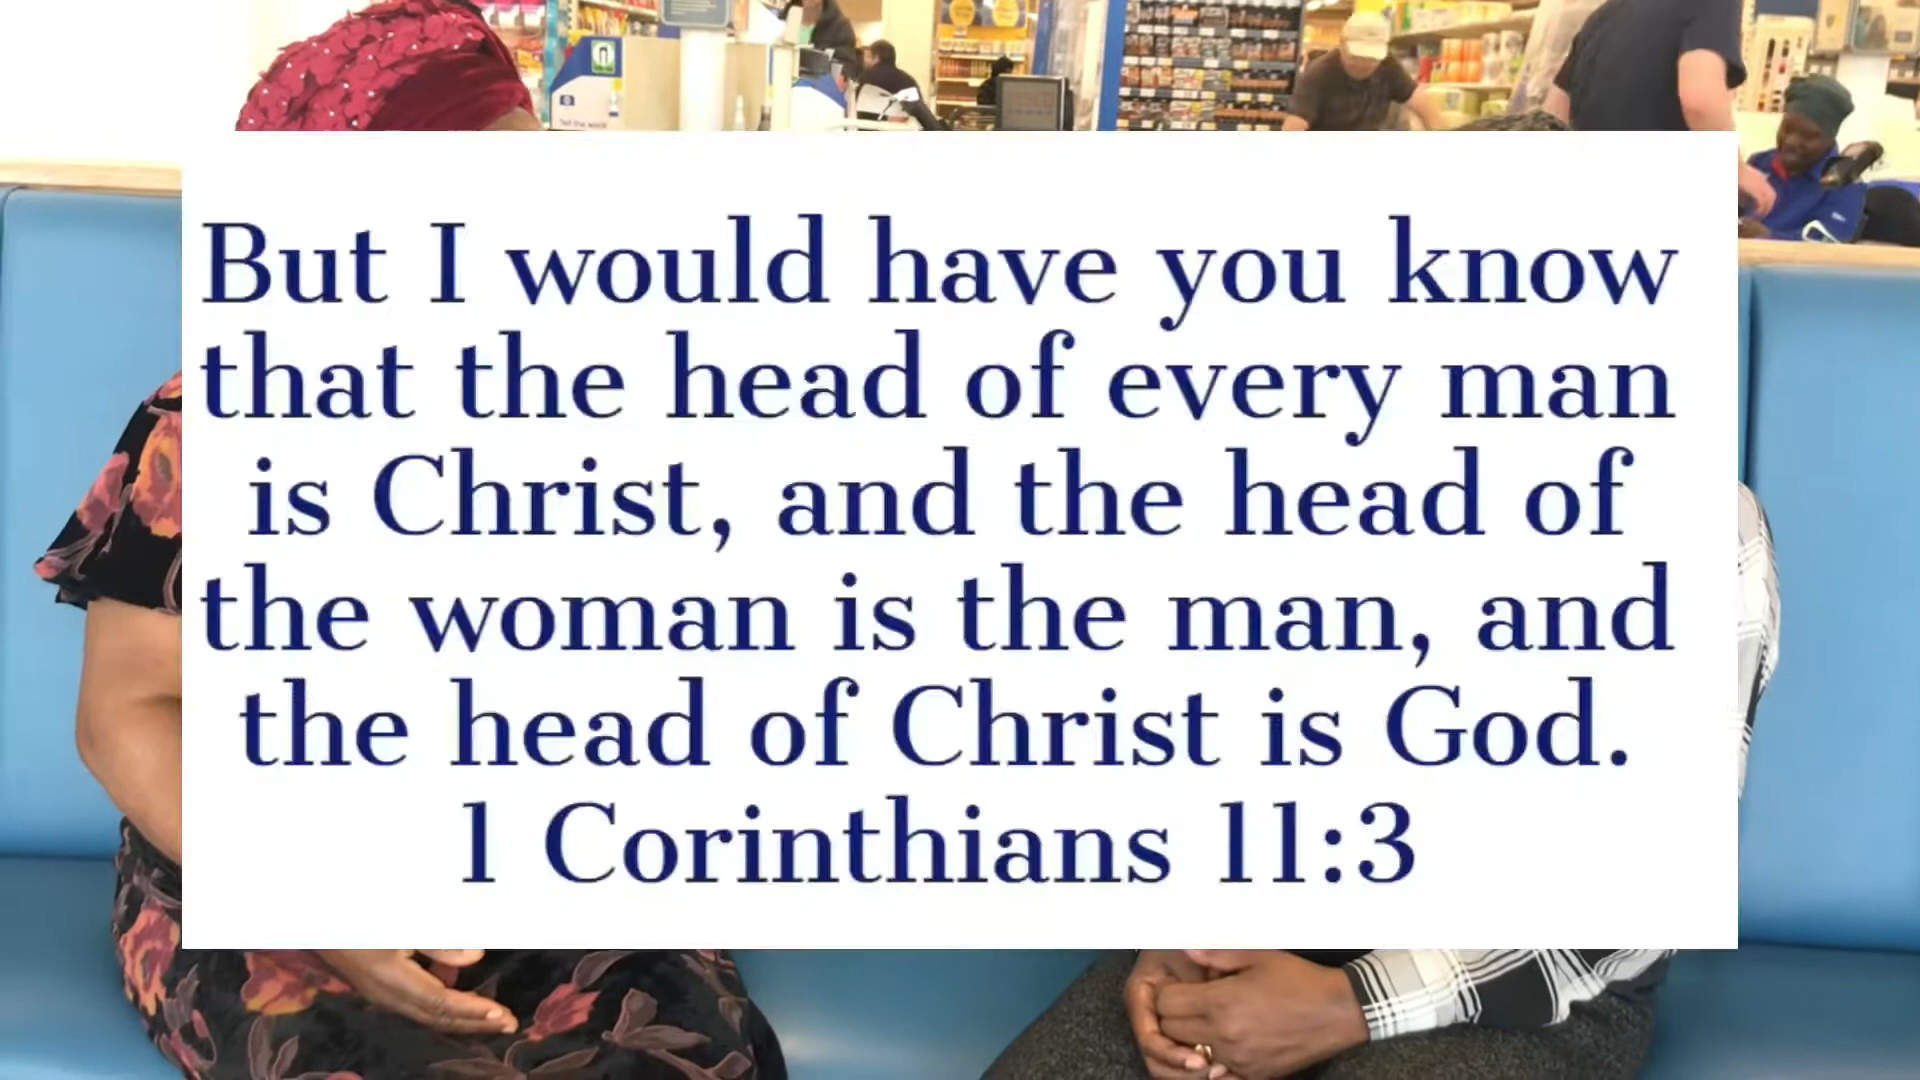 But I would have you know
that the head of every man
is Christ, and the head of
the woman is the man, and
the head of Christ is God.
1 Corinthians 11:3